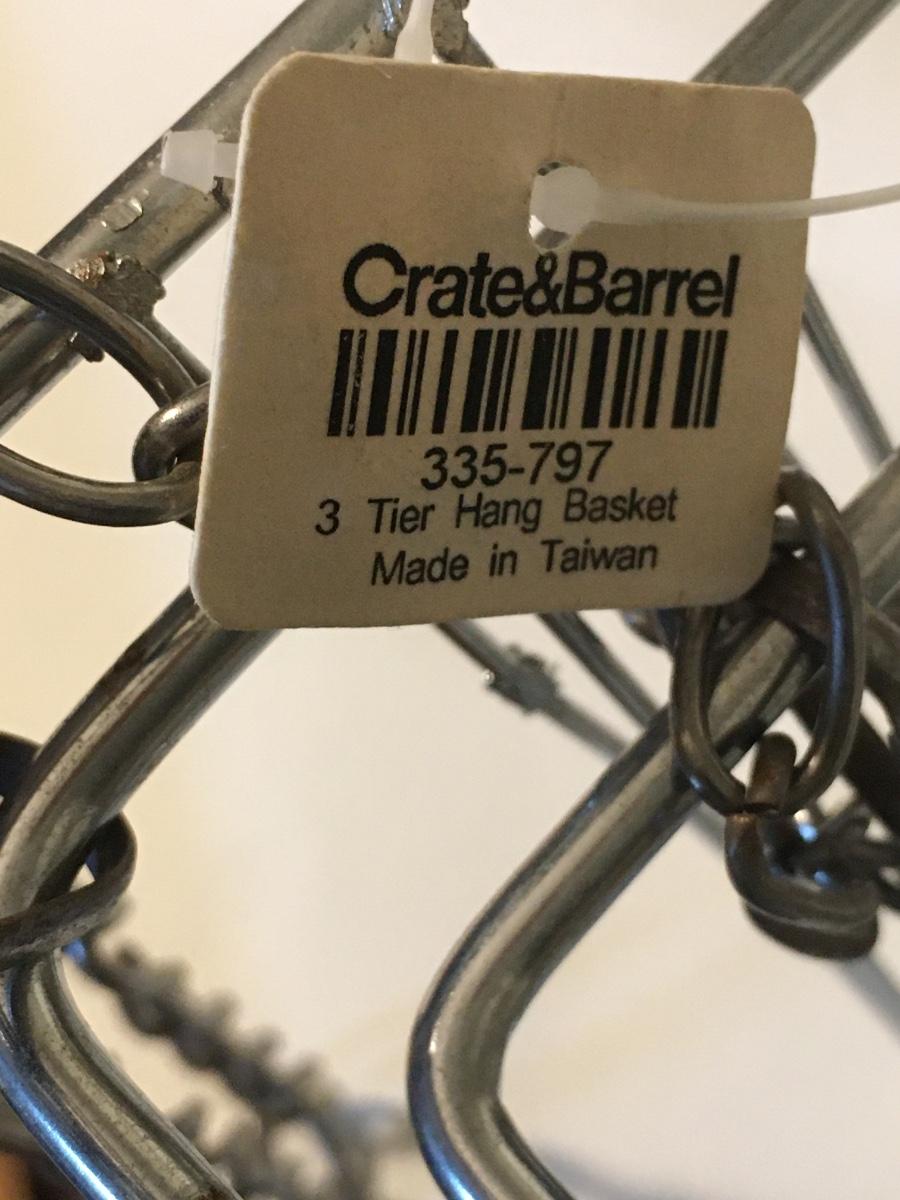 Crate&Barrel
335-797
3 Tier Hang Basket
Made in Taiwan